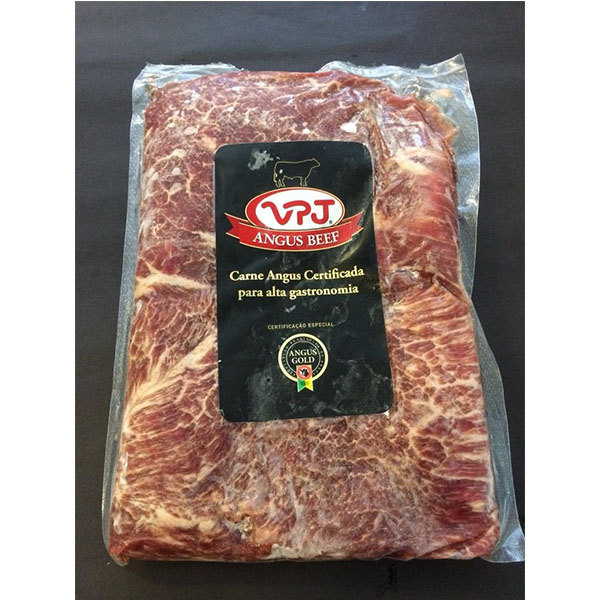 VPJ®
ANGUS BEEF
Carne Angus Certificada
para alta gastronomia
CERTIFICAÇÃO ESPECIAL
ANGUS
GOLD